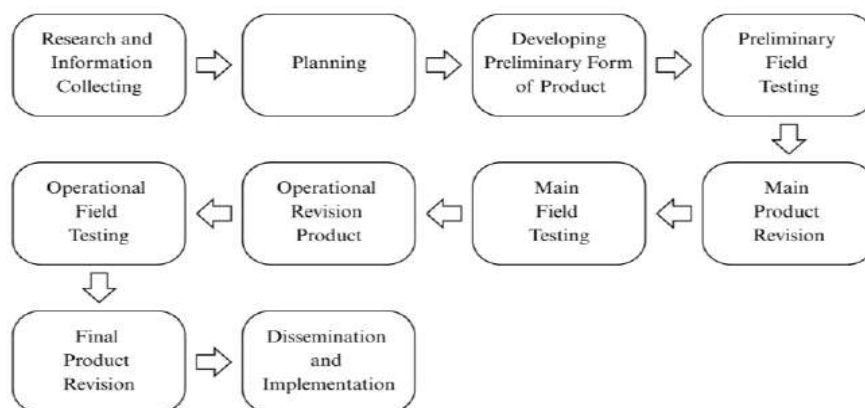 Research and
Information
Collecting
Planning
Developing
Preliminary Form
of Product
Preliminary
Field
Testing
Main
Product
Revision
Main
Field
Testing
Operational
Revision
Product
Operational
Field
Testing
Final
Product
Revision
Dissemination
and
Implementation